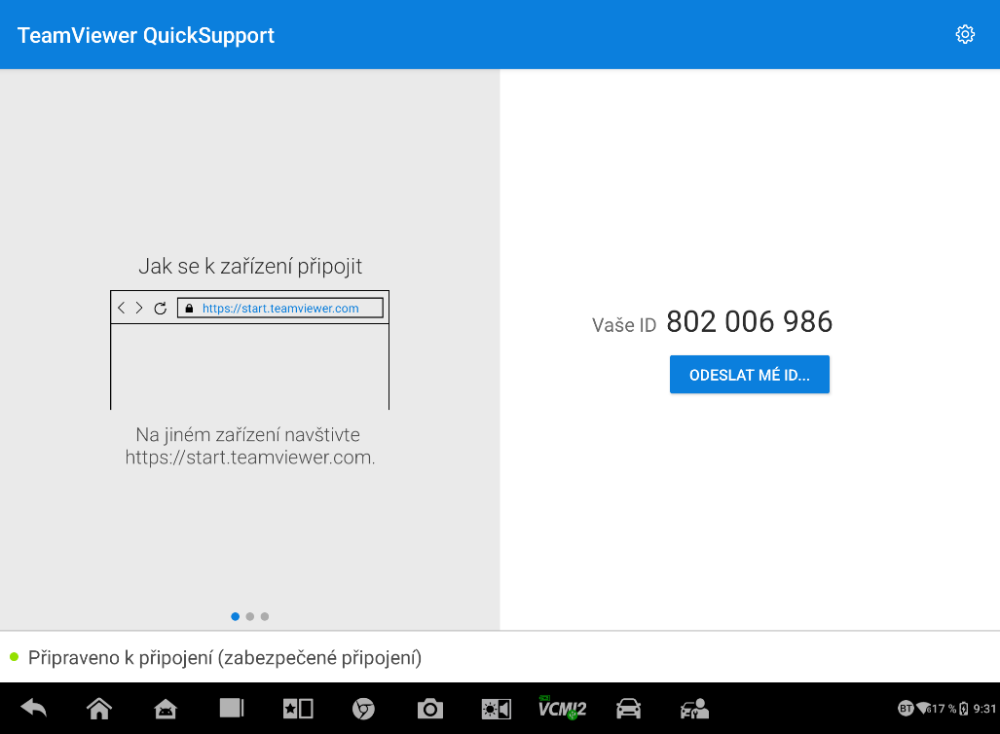 TeamViewer QuickSupport
Jak se k zařízení připojit
https://start.teamviewer.com
Na jiném zařízení navštivte
https://start.teamviewer.com.
Vaše ID 802 006 986
ODESLAT MÉ ID...
Připraveno k připojení (zabezpečené připojení)
VCMI2
BT 17 % 9:31